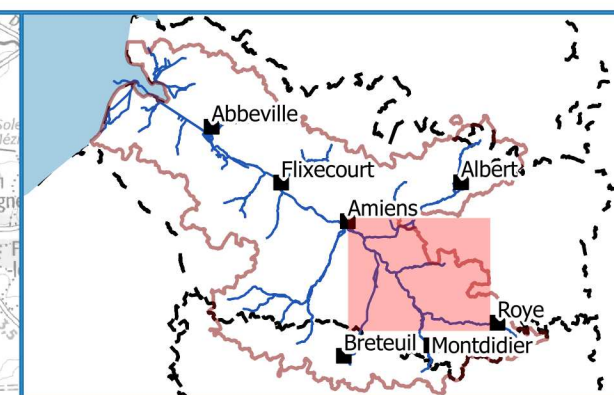 Abbeville
Flixecourt
Albert
Amiens
Roye
Breteuil
Montdidier